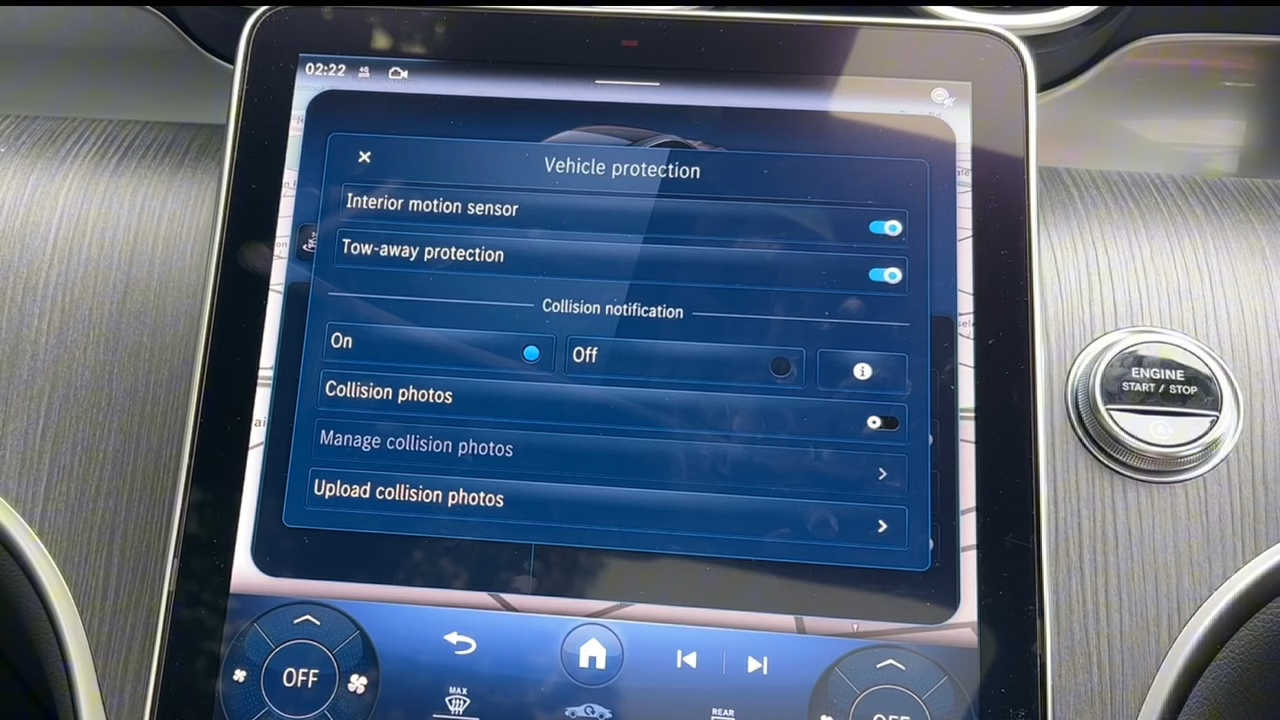 02:22
4G
Vehicle protection
Interior motion sensor
Tow-away protection
Collision notification
On
Off
Collision photos
Manage collision photos
Upload collision photos
ENGINE
START / STOP
OFF
MAX
REAR
OFF